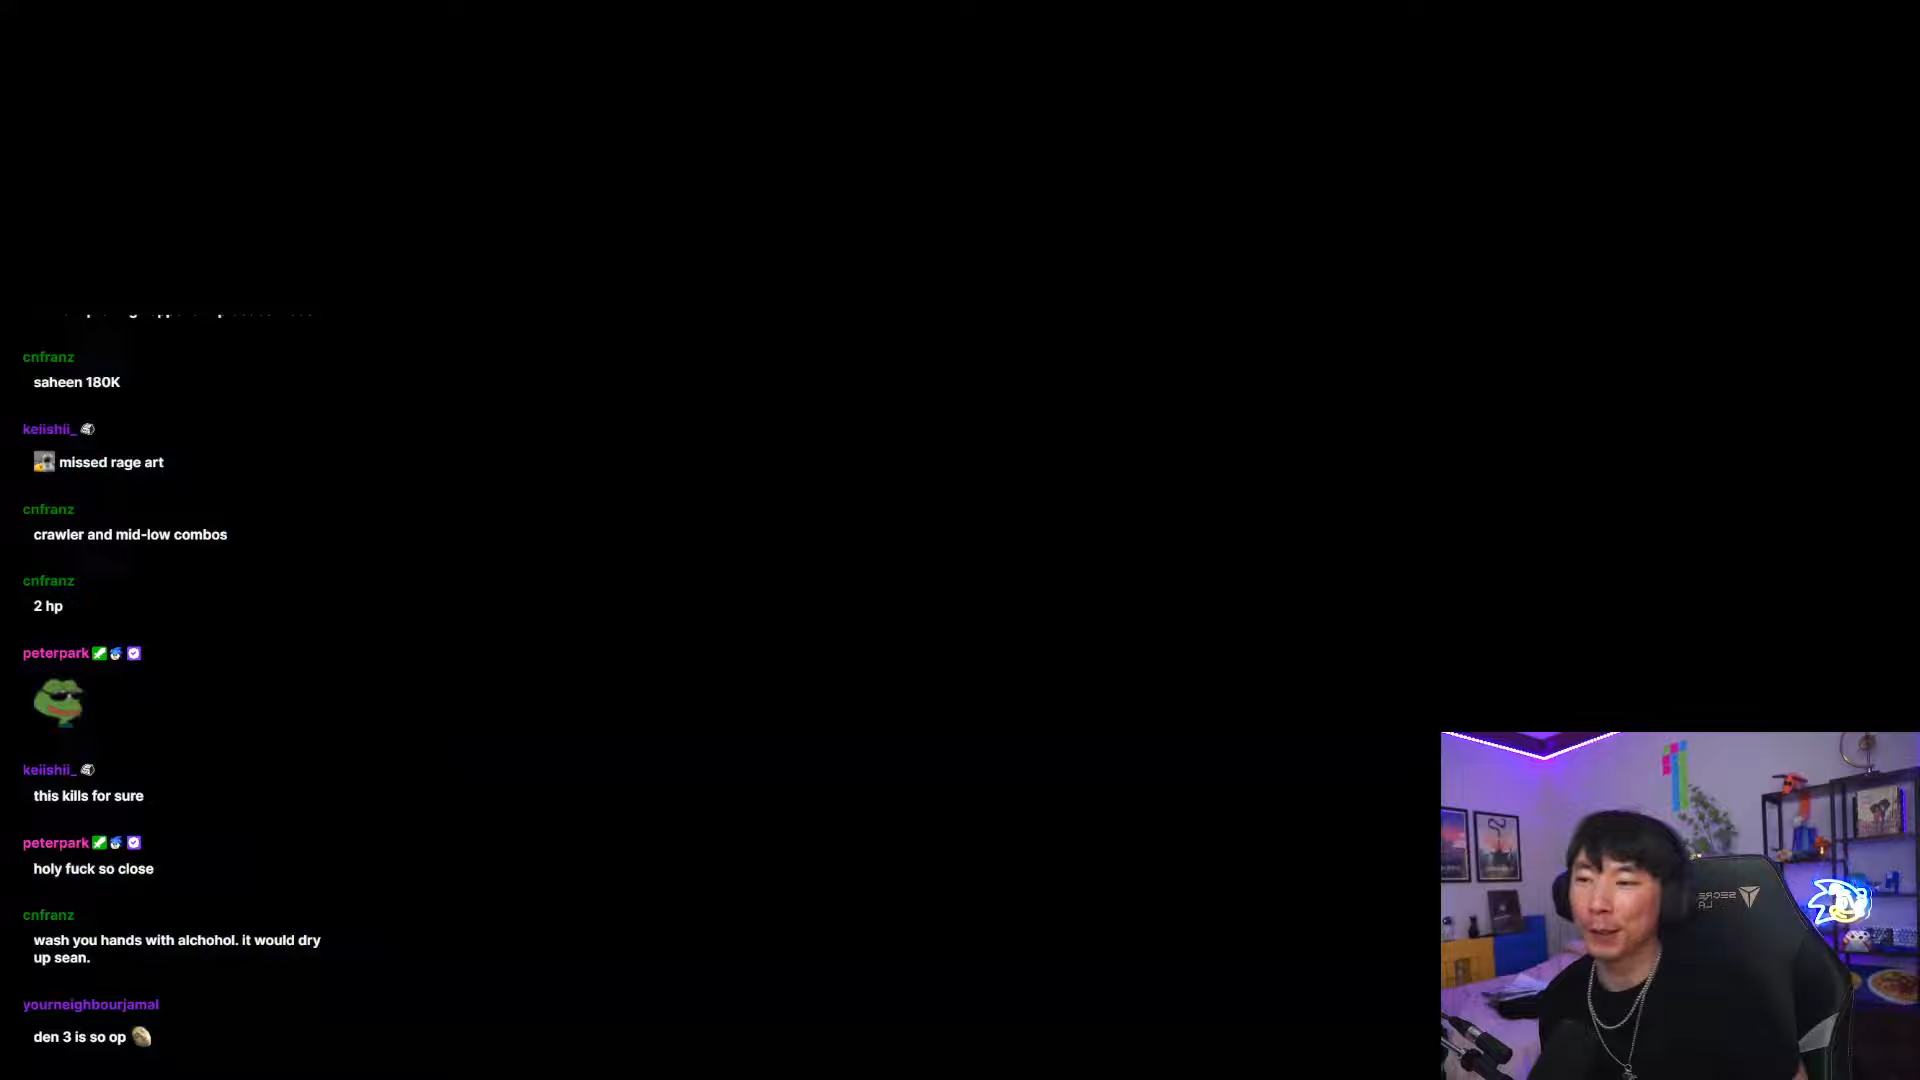 cnfranz
saheen 180K
keiishii_
missed rage art
cnfranz
crawler and mid-low combos
cnfranz
2 hp
peterpark
keiishii_
this kills for sure
peterpark
holy fuck so close
cnfranz
wash you hands with alchohol. it would dry
up sean.
yourneighbourjamal
den 3 is so op